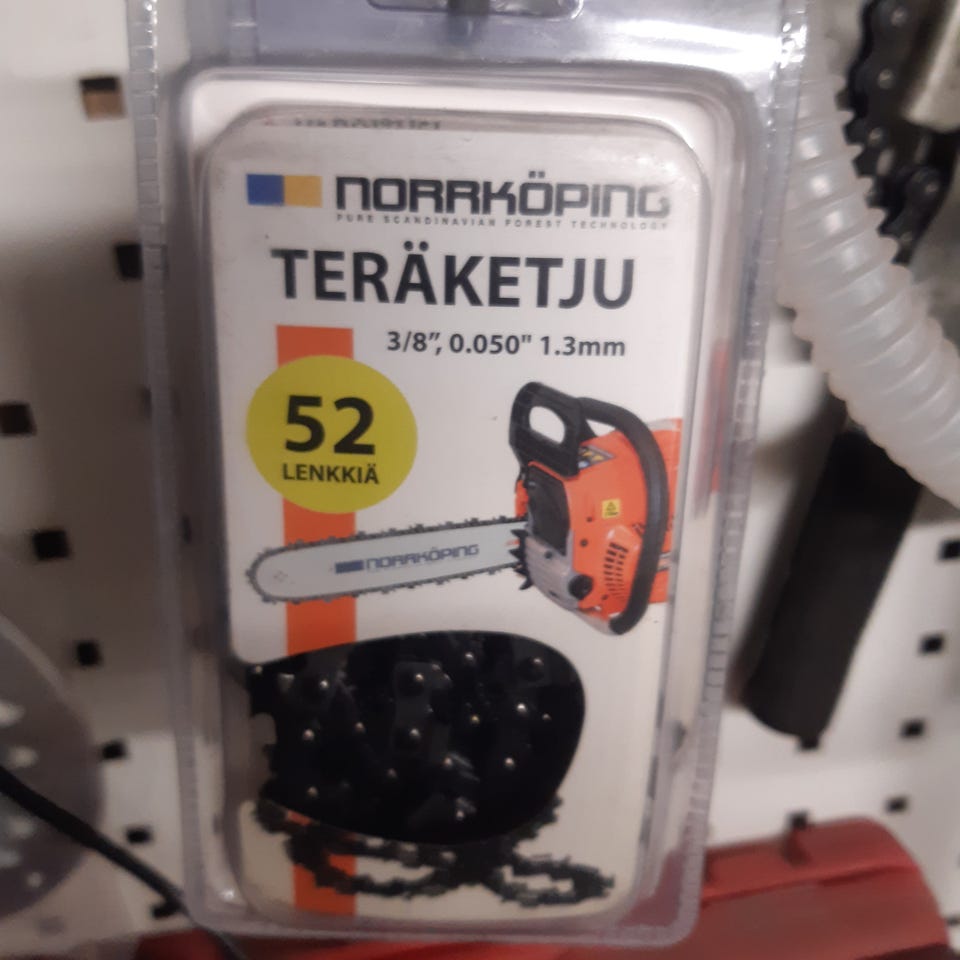 NORRKÖPING
PURE SCANDINAVIAN FOREST TECHNOLOGY
TERÄKETJU
3/8”, 0.050" 1.3mm
52
LENKKIÄ
NORRKÖPING